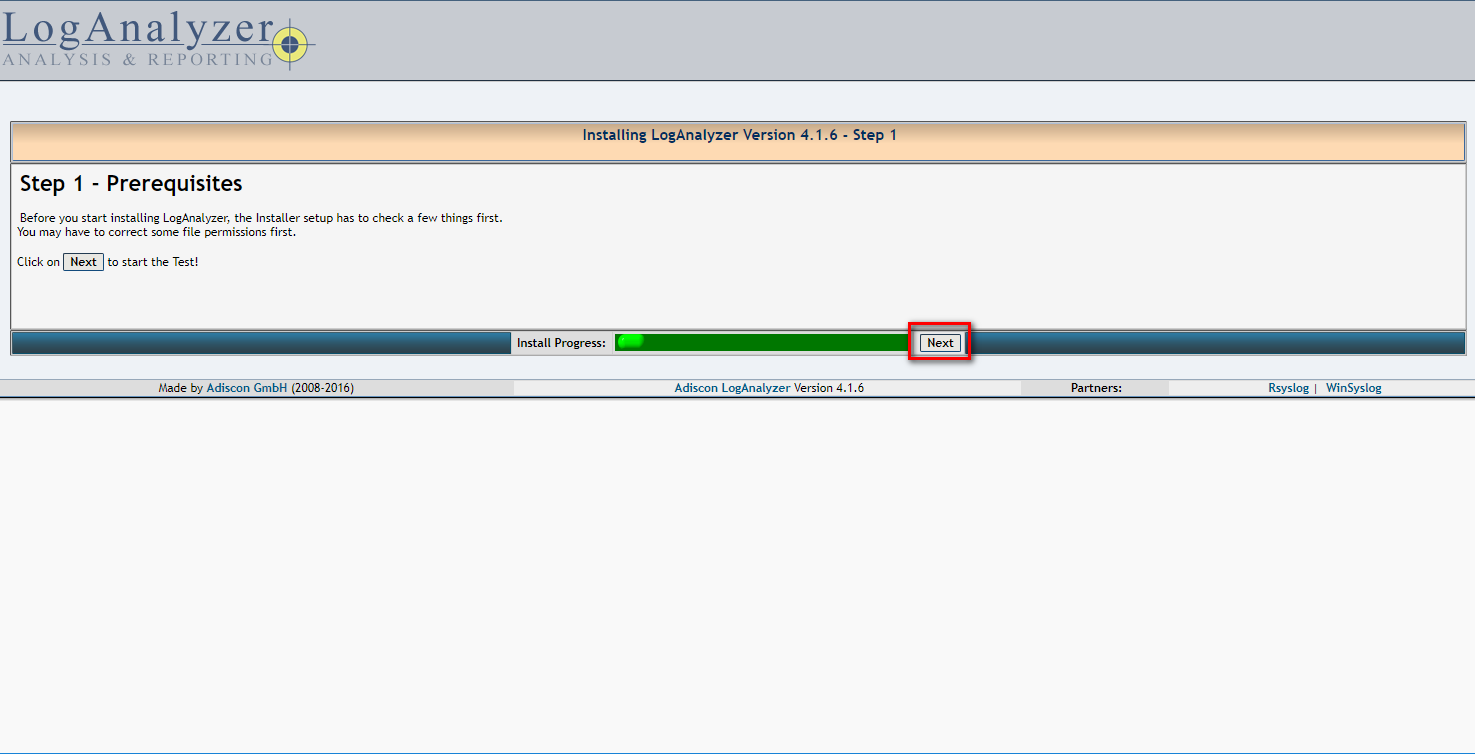 LogAnalyzer
ANALYSIS & REPORTING
Installing LogAnalyzer Version 4.1.6 - Step 1
Step 1 - Prerequisites
Before you start installing LogAnalyzer, the Installer setup has to check a few things first.
You may have to correct some file permissions first.
Click on Next to start the Test!
Install Progress: Next
Made by Adiscon GmbH (2008-2016) Adiscon LogAnalyzer Version 4.1.6 Partners: Rsyslog | WinSyslog